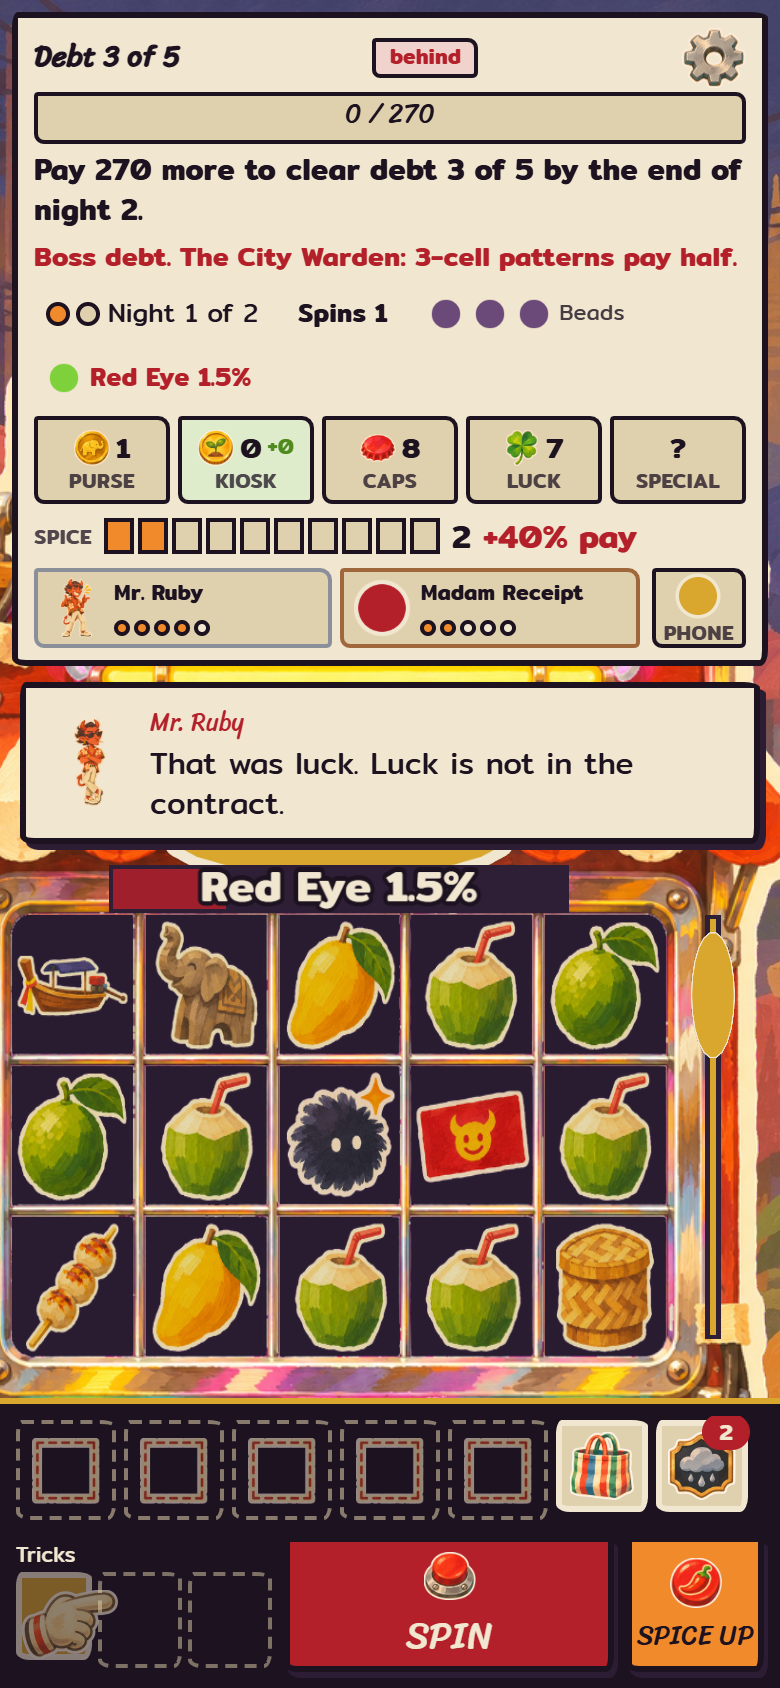 Debt 3 of 5
behind
0 / 270
Pay 270 more to clear debt 3 of 5 by the end of
night 2.
Boss debt. The City Warden: 3-cell patterns pay half.
Night 1 of 2
Spins 1
Beads
Red Eye 1.5%
1
PURSE
0 +0
KIOSK
8
CAPS
7
LUCK
?
SPECIAL
SPICE
2 +40% pay
Mr. Ruby
Madam Receipt
PHONE
Mr. Ruby
That was luck. Luck is not in the
contract.
Red Eye 1.5%
2
Tricks
SPIN
SPICE UP